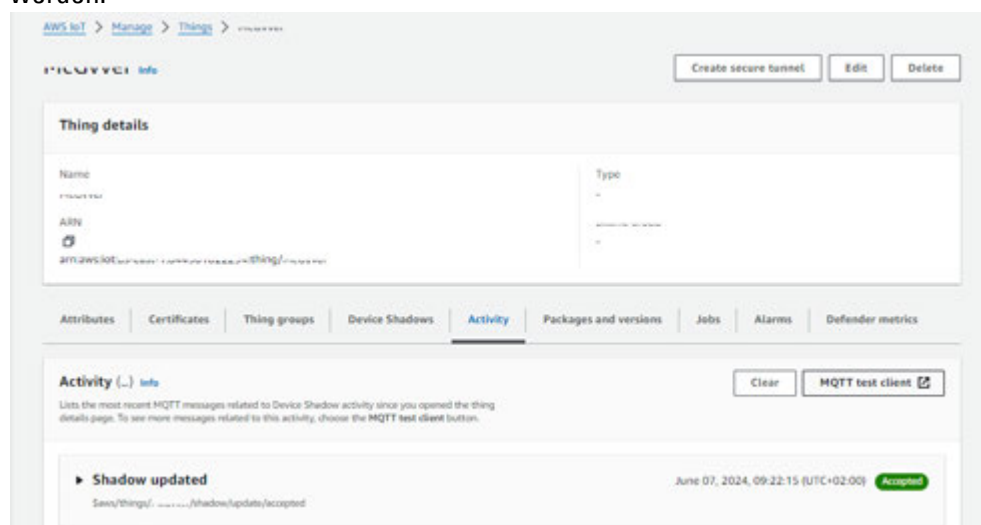 worden.
AWS IoT > Manage > Things >
Info
Create secure tunnel Edit Delete
Thing details
Name
Type
-
ARN
-
Attributes Certificates Thing groups Device Shadows Activity Packages and versions Jobs Alarms Defender metrics
Activity (...) Info
Clear MQTT test client
Lists the most recent MQTT messages related to Device Shadow activity since you opened the thing
details page. To see more messages related to this activity, choose the MQTT test client button.
Shadow updated
June 07, 2024, 09:22:15 (UTC+02:00) Accepted
$aws/things/ /shadow/update/accepted